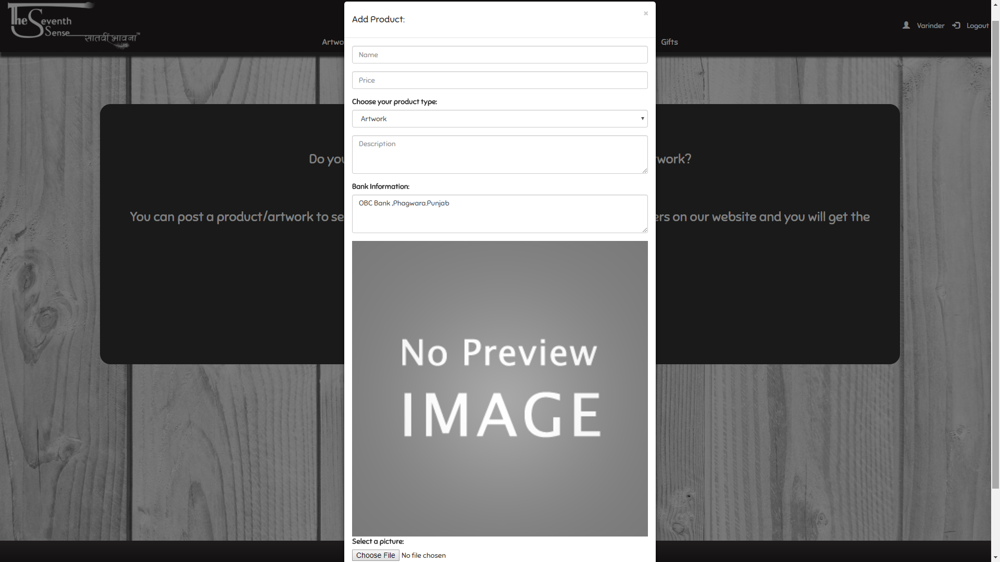 The Seventh
Sense
सातवीं भावना™
Varinder
Logout
Artwo
Gifts
Add Product:
×
Name
Price
Choose your product type:
Artwork
Description
Do you
work?
Bank Information:
OBC Bank ,Phagwara.Punjab
You can post a product/artwork to se
ers on our website and you will get the
No Preview
IMAGE
Select a picture:
Choose File No file chosen